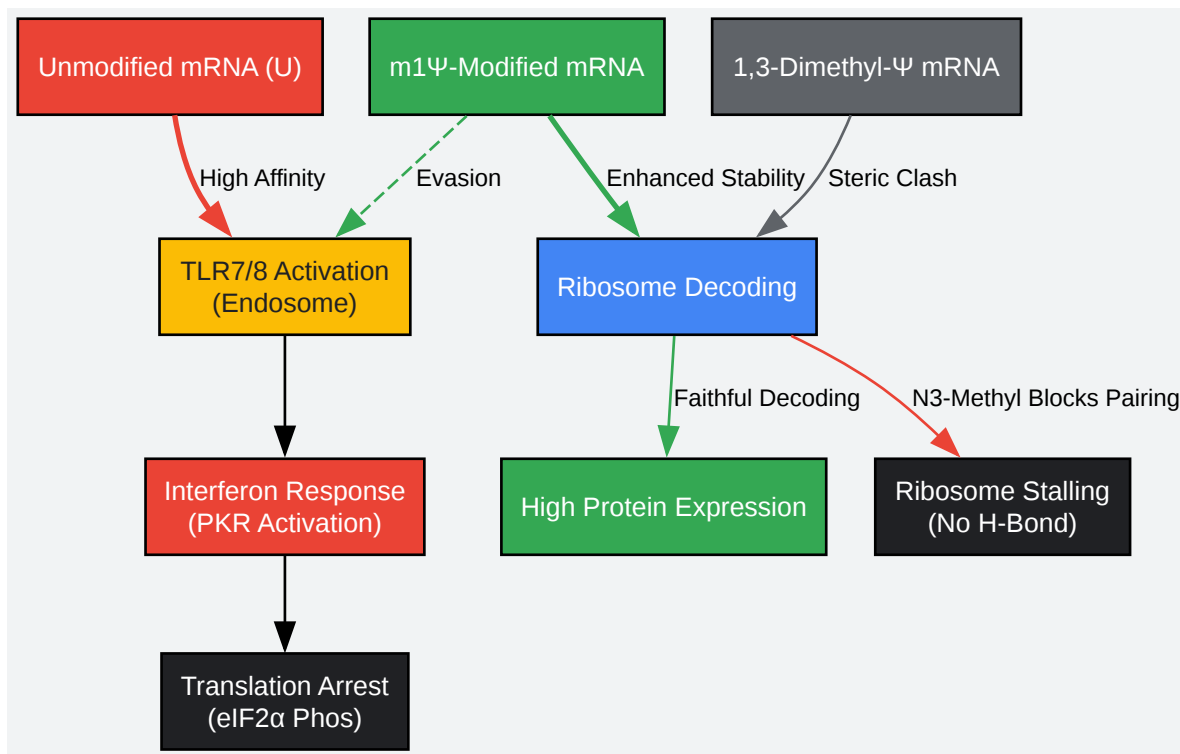 Unmodified mRNA (U)
m1Ψ-Modified mRNA
1,3-Dimethyl-Ψ mRNA
High Affinity
Evasion
Enhanced Stability
Steric Clash
TLR7/8 Activation
(Endosome)
Ribosome Decoding
Faithful Decoding
N3-Methyl Blocks Pairing
Interferon Response
(PKR Activation)
High Protein Expression
Ribosome Stalling
(No H-Bond)
Translation Arrest
(eIF2α Phos)